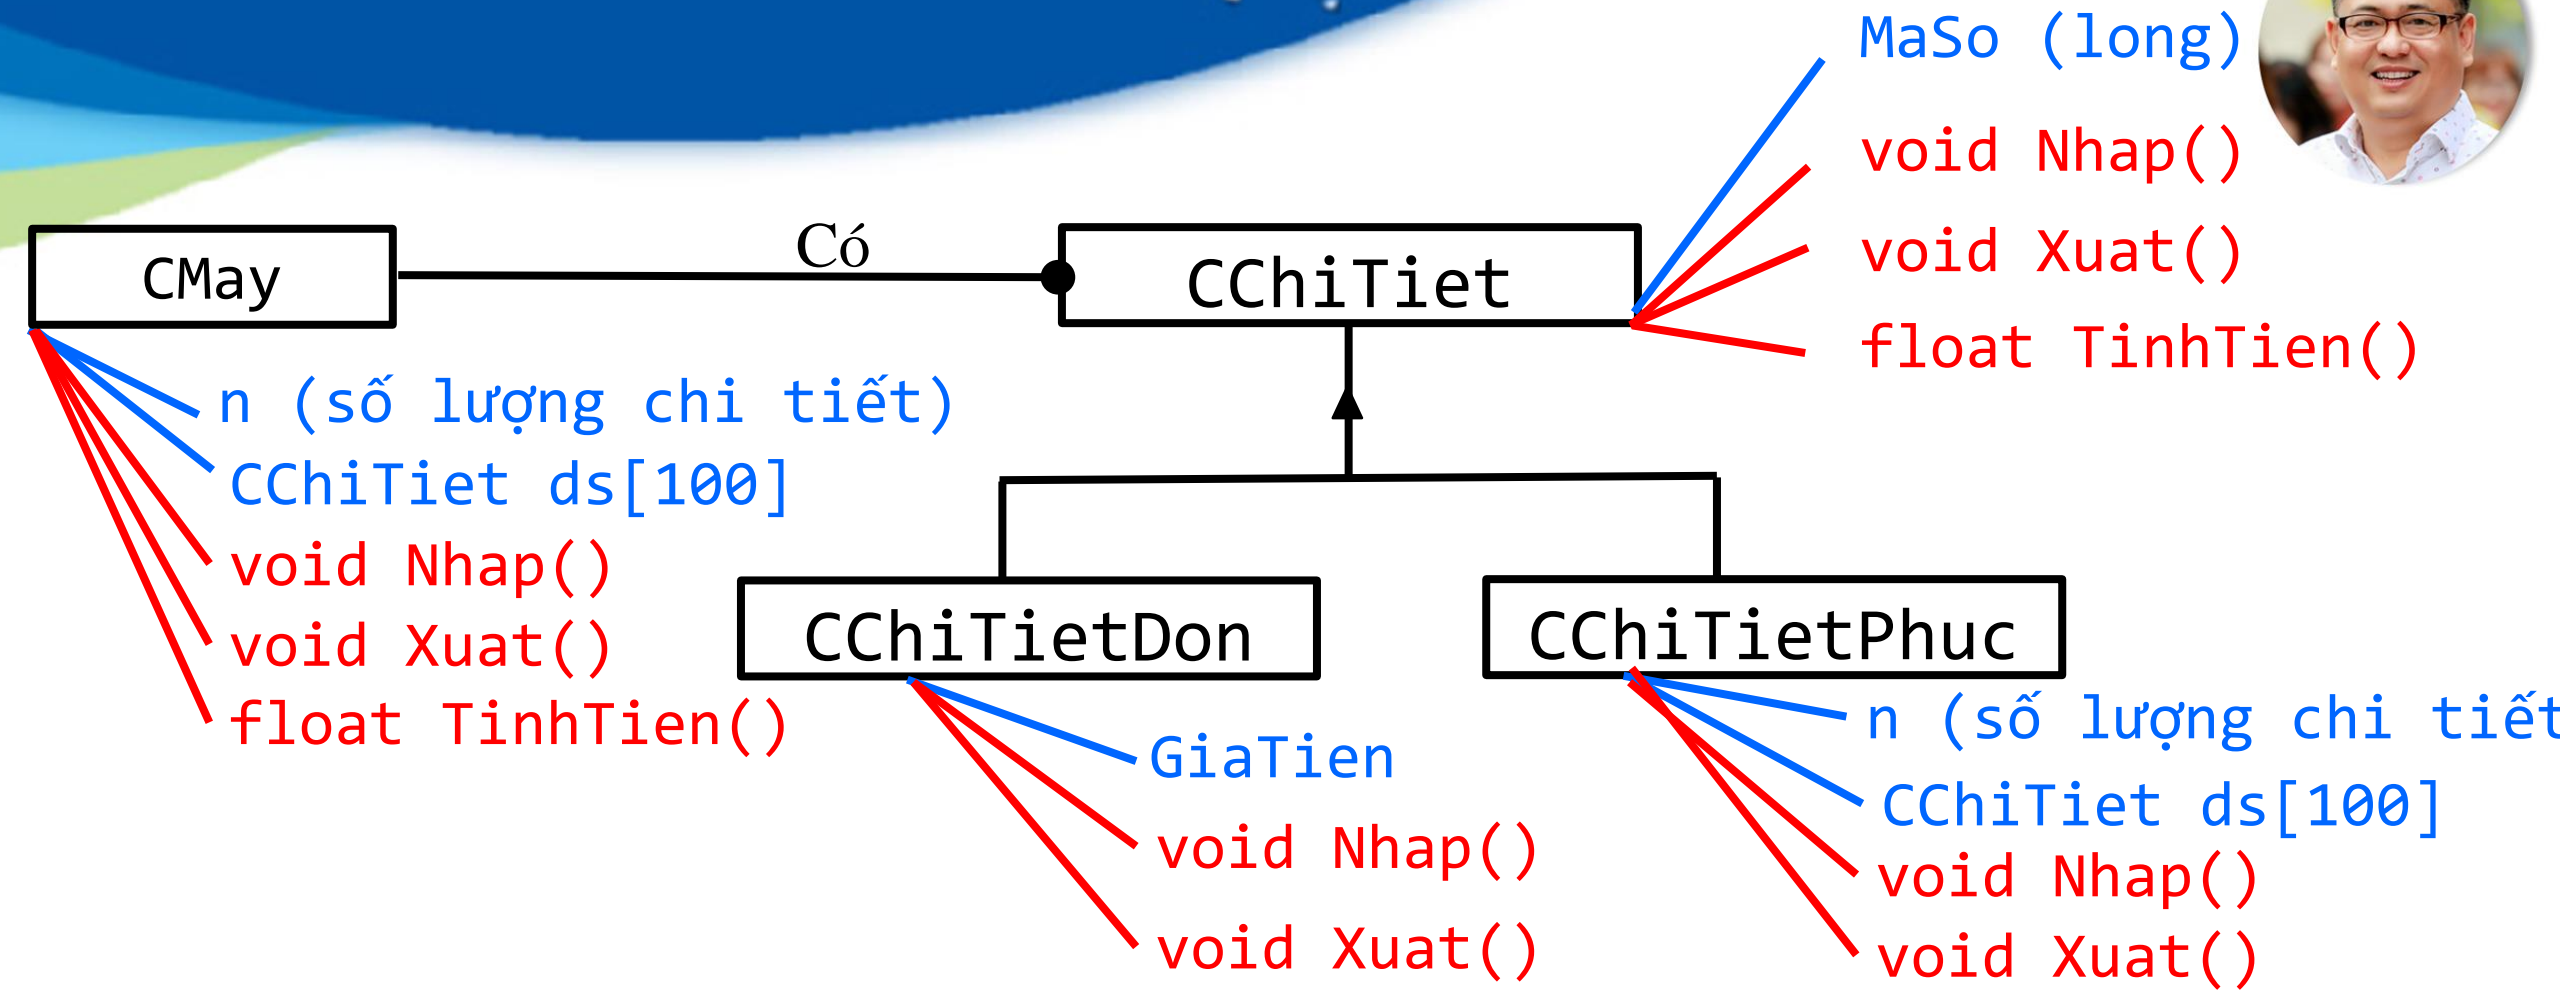 MaSo (long)
void Nhap()
void Xuat()
float TinhTien()
Có
CMay
CChiTiet
n (số lượng chi tiết)
CChiTiet ds[100]
void Nhap()
void Xuat()
float TinhTien()
CChiTietDon
GiaTien
void Nhap()
void Xuat()
CChiTietPhuc
n (số lượng chi tiết
CChiTiet ds[100]
void Nhap()
void Xuat()